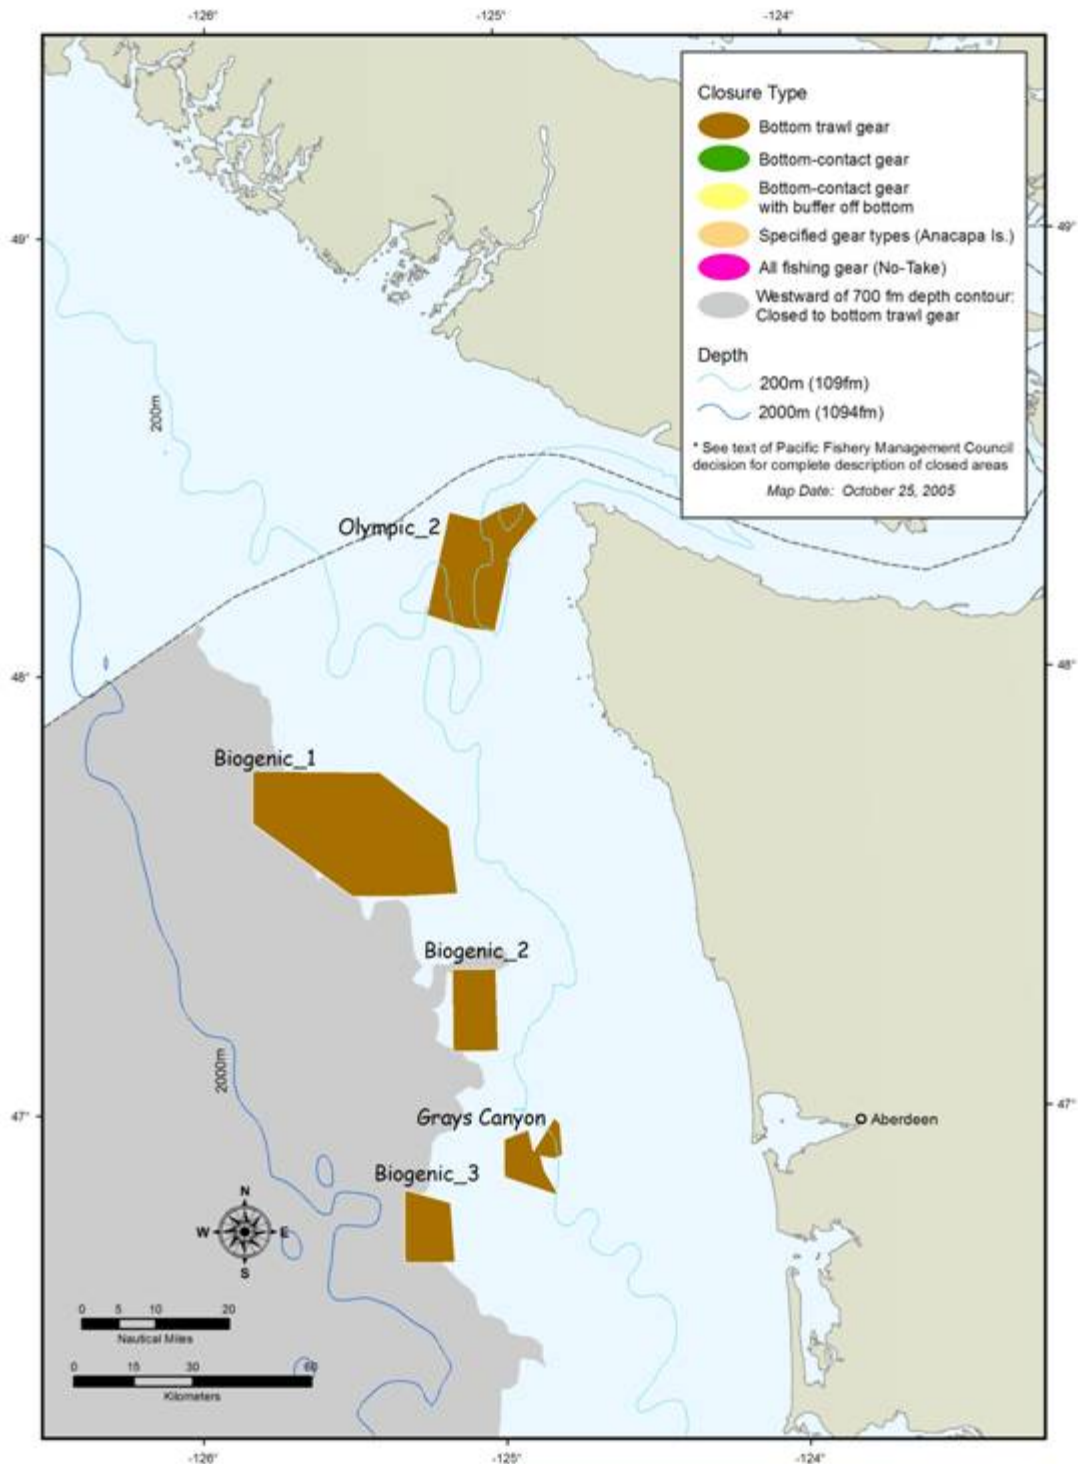 -126°
-125°
-124°
Closure Type
Bottom trawl gear
Bottom-contact gear
Bottom-contact gear
with buffer off bottom
Specified gear types (Anacapa Is.)
All fishing gear (No-Take)
Westward of 700 fm depth contour:
Closed to bottom trawl gear
Depth
200m (109fm)
2000m (1094fm)
* See text of Pacific Fishery Management Council
decision for complete description of closed areas
Map Date: October 25, 2005
49°
49°
200m
Olympic_2
48°
48°
Biogenic_1
Biogenic_2
2000m
47°
47°
Grays Canyon
Aberdeen
Biogenic_3
N
W
E
S
0 5 10 20
Nautical Miles
0 15 30 60
Kilometers
-126°
-125°
-124°